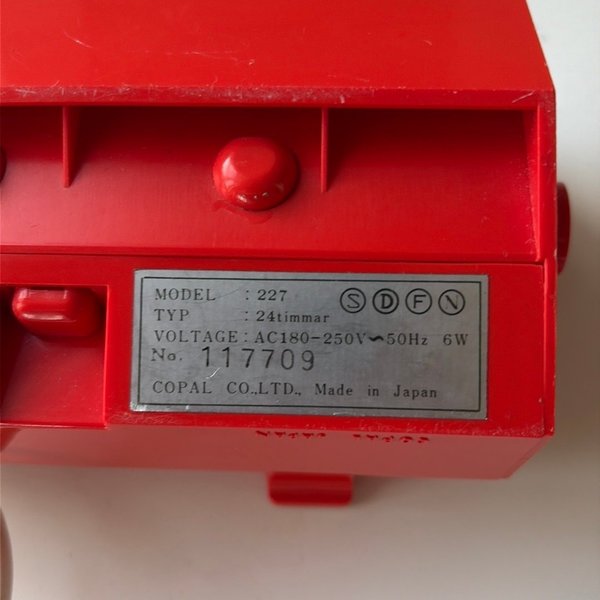 MODEL : 227 Ⓢ Ⓓ Ⓕ Ⓝ
TYP : 24timmar
VOLTAGE : AC180-250V~50Hz 6W
No. 117709
COPAL CO.,LTD., Made in Japan